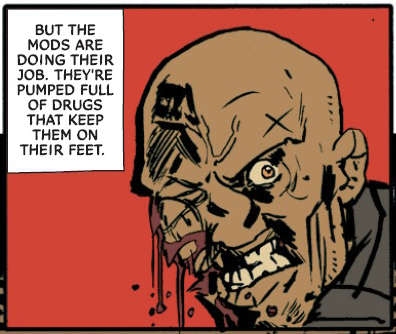 BUT THE
MODS ARE
DOING THEIR
JOB. THEY'RE
PUMPED FULL
OF DRUGS
THAT KEEP
THEM ON
THEIR FEET.